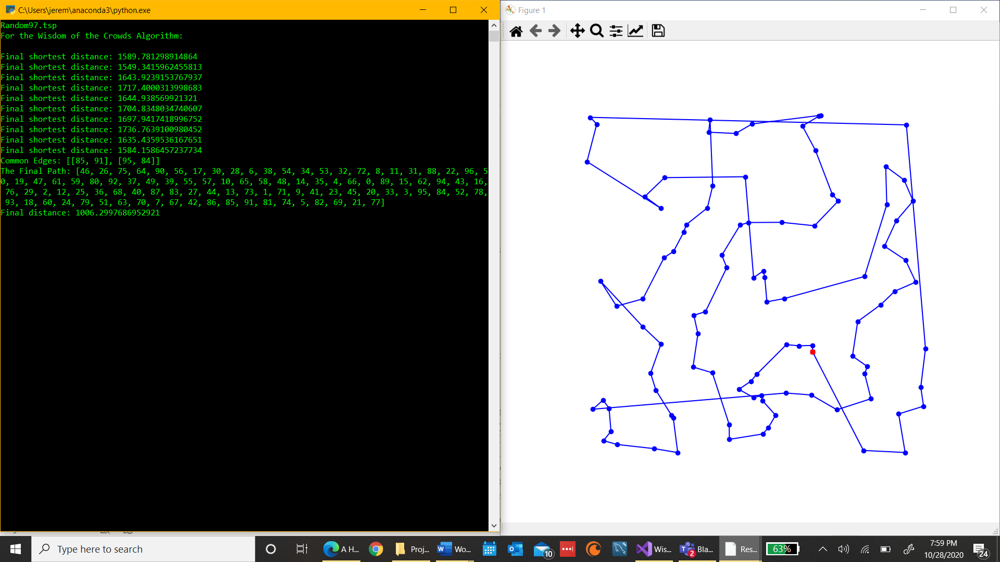 C:\Users\jerem\anaconda3\python.exe
Random97.tsp
For the Wisdom of the Crowds Algorithm:
Final shortest distance: 1589.781298914864
Final shortest distance: 1549.3415962455813
Final shortest distance: 1643.9239153767937
Final shortest distance: 1717.4000313998683
Final shortest distance: 1644.938569921321
Final shortest distance: 1704.8348034740607
Final shortest distance: 1697.9417418996752
Final shortest distance: 1736.7639100980452
Final shortest distance: 1635.4359536167651
Final shortest distance: 1584.1586457237734
Common Edges: [[85, 91], [95, 84]]
The Final Path: [46, 26, 75, 64, 90, 56, 17, 30, 28, 6, 38, 54, 34, 53, 32, 72, 8, 11, 31, 88, 22, 96, 5
0, 19, 47, 61, 59, 80, 92, 37, 49, 39, 55, 57, 10, 65, 58, 48, 14, 35, 4, 66, 0, 89, 15, 62, 94, 43, 16,
76, 29, 2, 12, 25, 36, 68, 40, 87, 83, 27, 44, 13, 73, 1, 71, 9, 41, 23, 45, 20, 33, 3, 95, 84, 52, 78,
93, 18, 60, 24, 79, 51, 63, 70, 7, 67, 42, 86, 85, 91, 81, 74, 5, 82, 69, 21, 77]
Final distance: 1006.2997686952921
Figure 1
Type here to search
A H...
Proj...
Wo...
10
Wis...
2
Bla...
Res...
63%
7:59 PM
10/28/2020
24